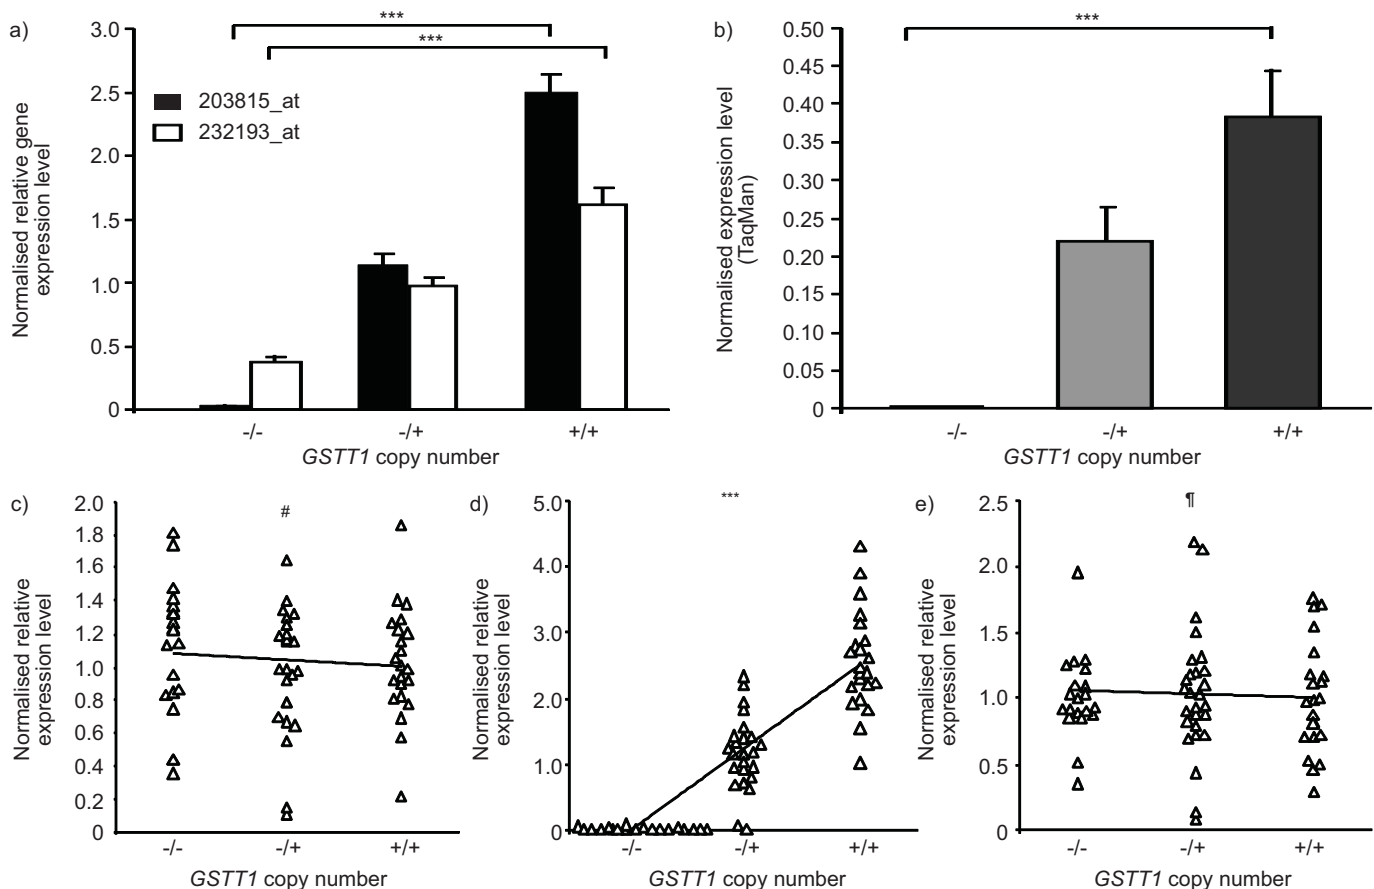 a)
Normalised relative gene
expression level
3.0
2.5
2.0
1.5
1.0
0.5
0
***
***
203815_at
232193_at
-/-
-/+
+/+
GSTT1 copy number
b)
Normalised expression level
(TaqMan)
0.50
0.45
0.40
0.35
0.30
0.25
0.20
0.15
0.10
0.05
0
***
-/-
-/+
+/+
GSTT1 copy number
c)
Normalised relative
expression level
2.0
1.8
1.6
1.4
1.2
1.0
0.8
0.6
0.4
0.2
0
#
-/-
-/+
+/+
GSTT1 copy number
d)
Normalised relative
expression level
5.0
4.0
3.0
2.0
1.0
0
***
-/-
-/+
+/+
GSTT1 copy number
e)
Normalised relative
expression level
2.5
2.0
1.5
1.0
0.5
0
¶
-/-
-/+
+/+
GSTT1 copy number